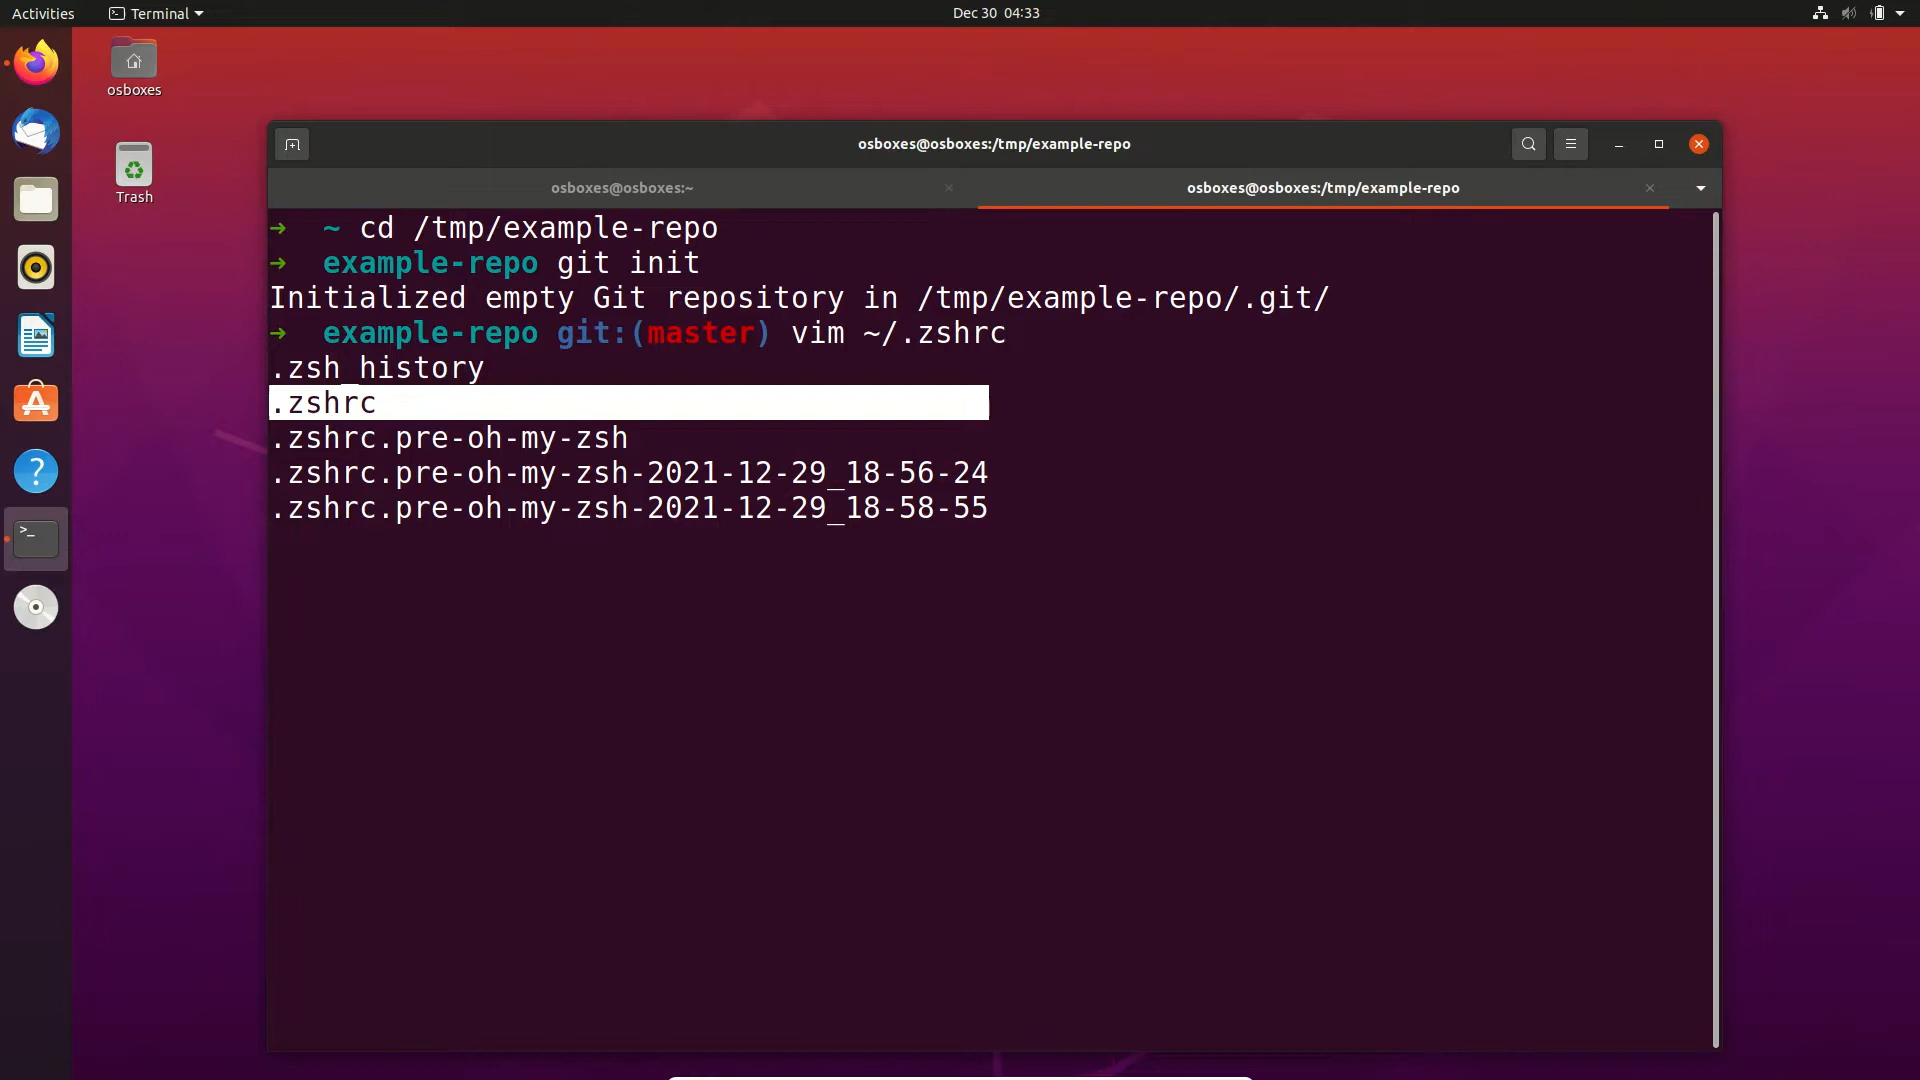 Activities
Terminal
Dec 30 04:33
osboxes
Trash
osboxes@osboxes:/tmp/example-repo
osboxes@osboxes:~
osboxes@osboxes:/tmp/example-repo
➜ ~ cd /tmp/example-repo
➜ example-repo git init
Initialized empty Git repository in /tmp/example-repo/.git/
➜ example-repo git:(master) vim ~/.zshrc
.zsh_history
.zshrc
.zshrc.pre-oh-my-zsh
.zshrc.pre-oh-my-zsh-2021-12-29_18-56-24
.zshrc.pre-oh-my-zsh-2021-12-29_18-58-55